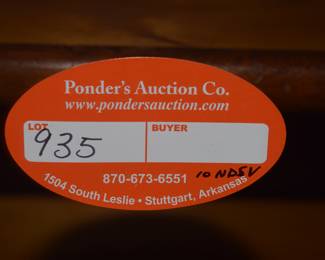 Ponder's Auction Co.
www.pondersauction.com
LOT BUYER
935
870-673-6551
10 NDSV
1504 South Leslie • Stuttgart, Arkansas